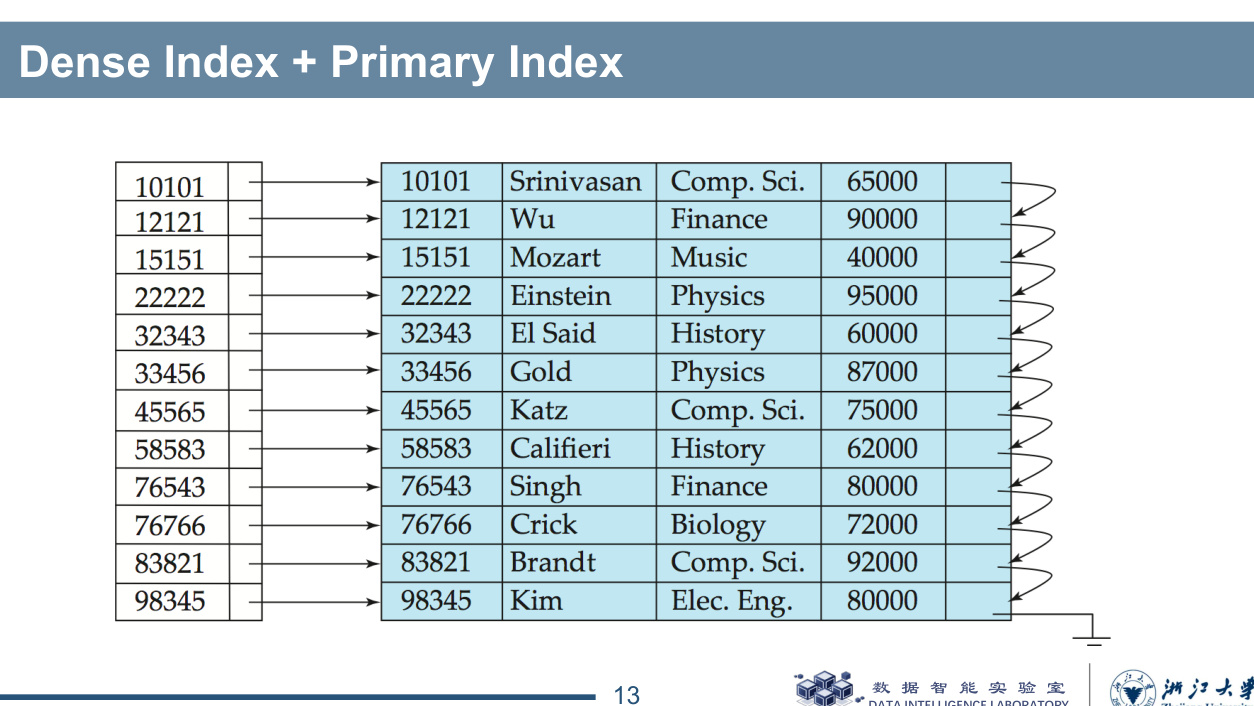 Dense Index + Primary Index
10101 10101 Srinivasan Comp. Sci. 65000
12121 12121 Wu Finance 90000
15151 15151 Mozart Music 40000
22222 22222 Einstein Physics 95000
32343 32343 El Said History 60000
33456 33456 Gold Physics 87000
45565 45565 Katz Comp. Sci. 75000
58583 58583 Califieri History 62000
76543 76543 Singh Finance 80000
76766 76766 Crick Biology 72000
83821 83821 Brandt Comp. Sci. 92000
98345 98345 Kim Elec. Eng. 80000
13
数据智能实验室
DATA INTELLIGENCE LABORATORY
浙江大学